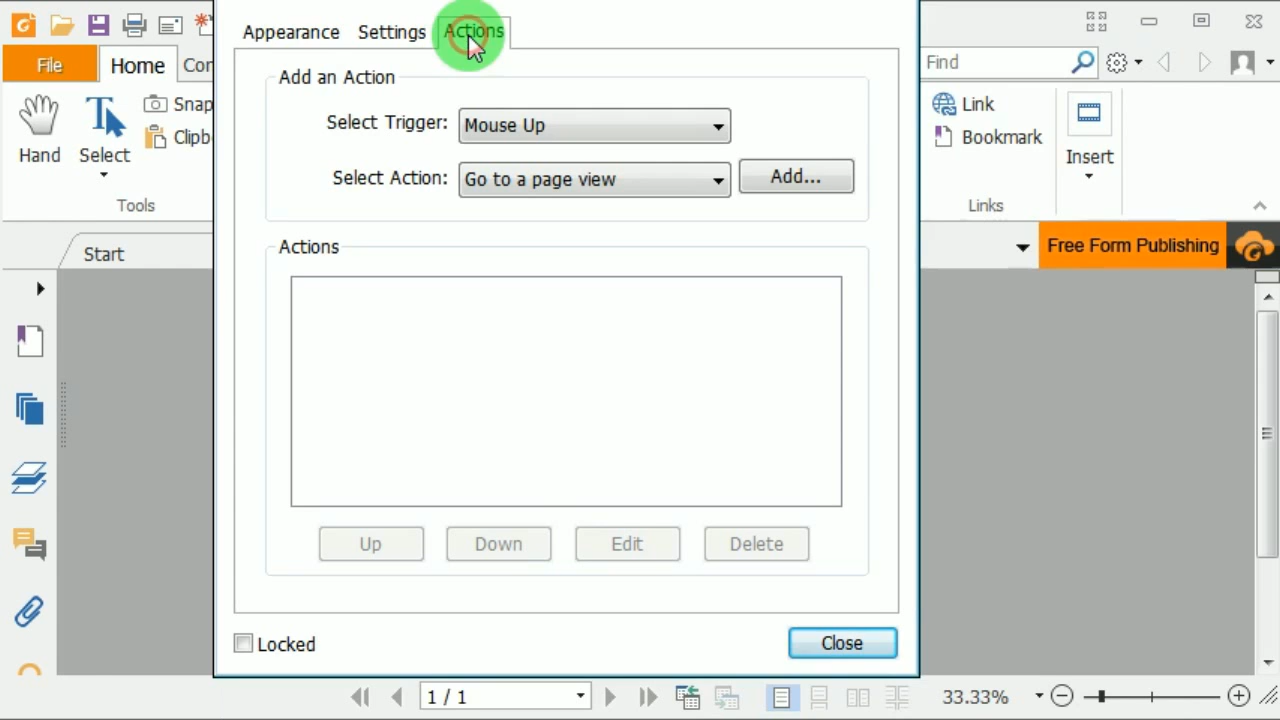 Appearance Settings Actions
File Home Con
Find
Add an Action
Hand
Select
Snap
Clipb
Tools
Select Trigger: Mouse Up
Select Action: Go to a page view Add...
Link
Bookmark
Links
Insert
Start
Actions
Free Form Publishing
Up Down Edit Delete
Locked
Close
1 / 1
33.33%